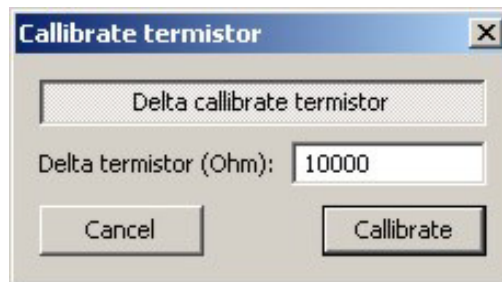 Callibrate termistor
Delta callibrate termistor
Delta termistor (Ohm): 10000
Cancel Callibrate